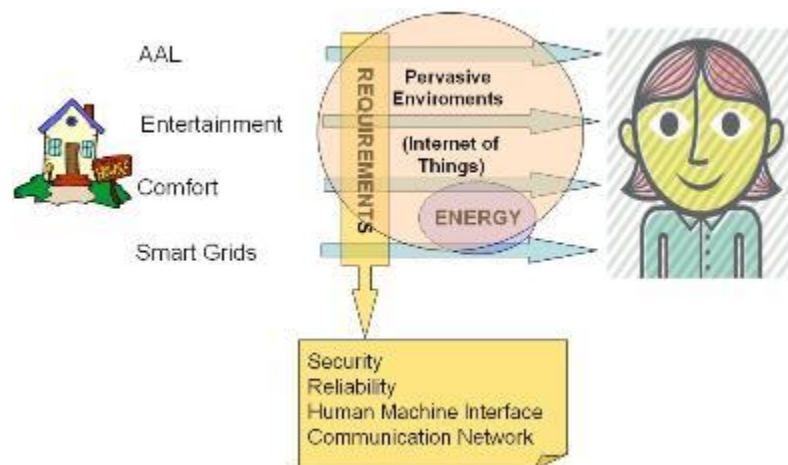 AAL
Entertainment
Comfort
Smart Grids
HOUSE
REQUIREMENTS
Pervasive
Enviroments
(Internet of
Things)
ENERGY
Security
Reliability
Human Machine Interface
Communication Network